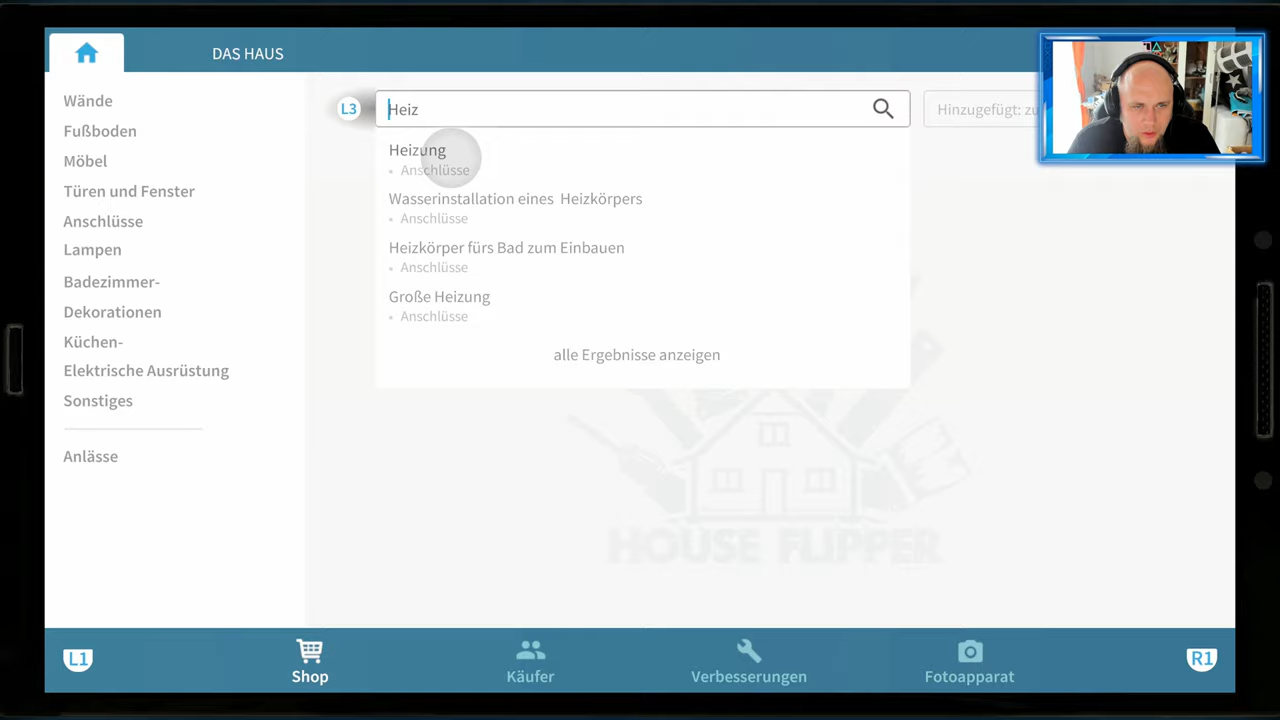 DAS HAUS
Wände
Fußboden
Möbel
Türen und Fenster
Anschlüsse
Lampen
Badezimmer-
Dekorationen
Küchen-
Elektrische Ausrüstung
Sonstiges
Anlässe
L3
Heiz
Hinzugefügt: zu
Heizung
• Anschlüsse
Wasserinstallation eines Heizkörpers
• Anschlüsse
Heizkörper fürs Bad zum Einbauen
• Anschlüsse
Große Heizung
• Anschlüsse
alle Ergebnisse anzeigen
HOUSE FLIPPER
L1
Shop
Käufer
Verbesserungen
Fotoapparat
R1